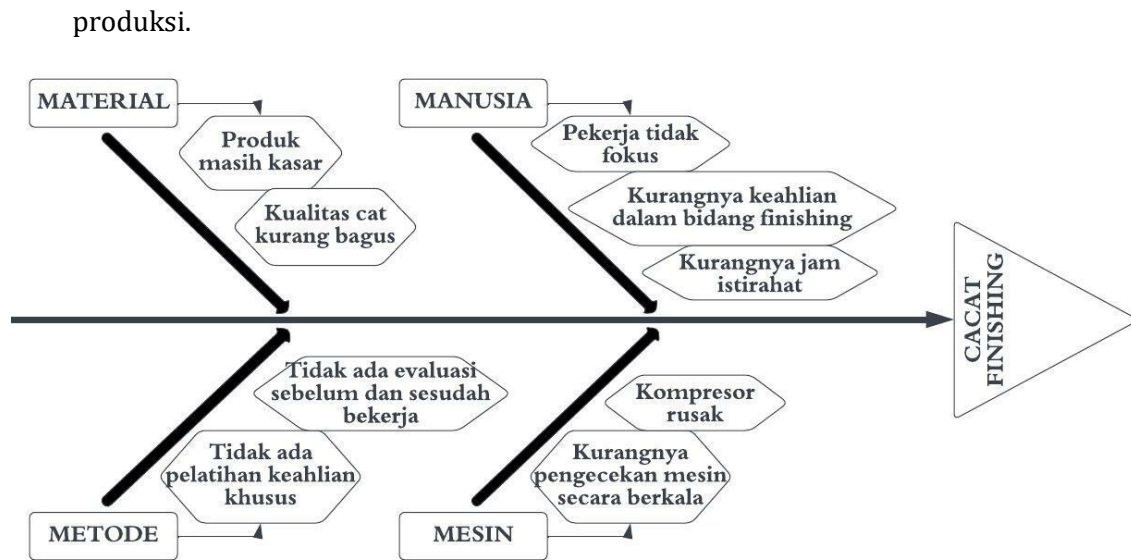 produksi.
MATERIAL
Produk
masih kasar
Kualitas cat
kurang bagus
MANUSIA
Pekerja tidak
fokus
Kurangnya keahlian
dalam bidang finishing
Kurangnya jam
istirahat
CACAT
FINISHING
Tidak ada evaluasi
sebelum dan sesudah
bekerja
Tidak ada
pelatihan keahlian
khusus
METODE
Kompresor
rusak
Kurangnya
pengecekan mesin
secara berkala
MESIN